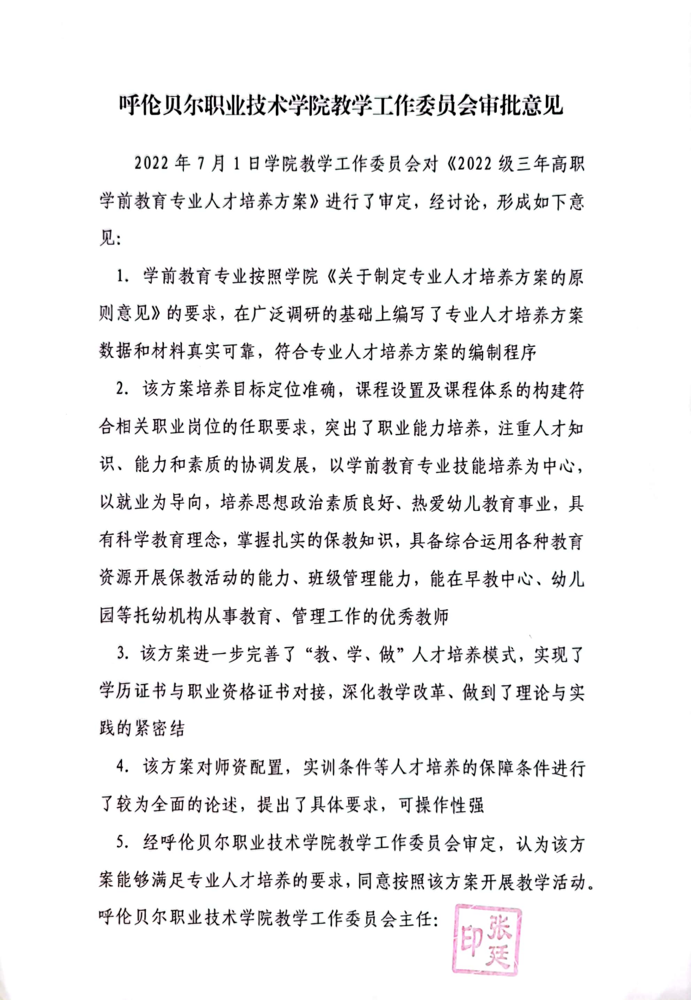 呼伦贝尔职业技术学院教学工作委员会审批意见
2022 年 7 月 1 日学院教学工作委员会对《2022 级三年高职
学前教育专业人才培养方案》进行了审定，经讨论，形成如下意
见：
1. 学前教育专业按照学院《关于制定专业人才培养方案的原
则意见》的要求，在广泛调研的基础上编写了专业人才培养方案
数据和材料真实可靠，符合专业人才培养方案的编制程序
2. 该方案培养目标定位准确，课程设置及课程体系的构建符
合相关职业岗位的任职要求，突出了职业能力培养，注重人才知
识、能力和素质的协调发展，以学前教育专业技能培养为中心，
以就业为导向，培养思想政治素质良好、热爱幼儿教育事业，具
有科学教育理念，掌握扎实的保教知识，具备综合运用各种教育
资源开展保教活动的能力、班级管理能力，能在早教中心、幼儿
园等托幼机构从事教育、管理工作的优秀教师
3. 该方案进一步完善了“教、学、做”人才培养模式，实现了
学历证书与职业资格证书对接，深化教学改革、做到了理论与实
践的紧密结
4. 该方案对师资配置，实训条件等人才培养的保障条件进行
了较为全面的论述，提出了具体要求，可操作性强
5. 经呼伦贝尔职业技术学院教学工作委员会审定，认为该方
案能够满足专业人才培养的要求，同意按照该方案开展教学活动。
呼伦贝尔职业技术学院教学工作委员会主任：
张廷印